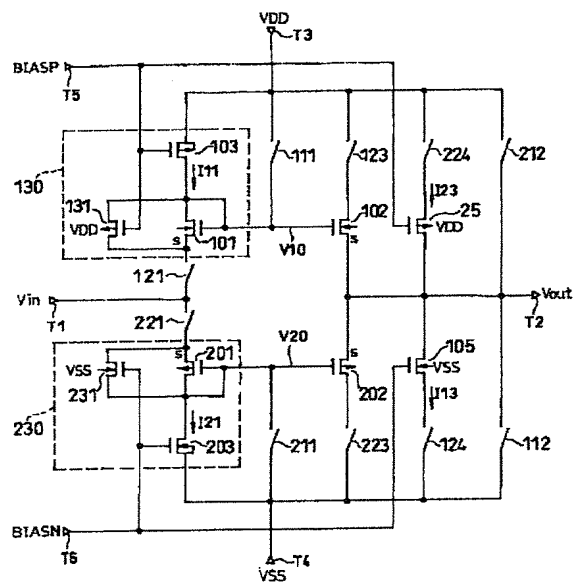 VDD
T3
BIASP
T5
103
111
123
224
212
130
I11
131
I23
25
VDD
101
102
VDD
S
V10
S
121
Vin
Vout
T1
T2
221
S
V20
S
105
VSS
201
VSS
231
202
I13
230
I21
203
211
223
124
112
BIASN
T6
T4
VSS